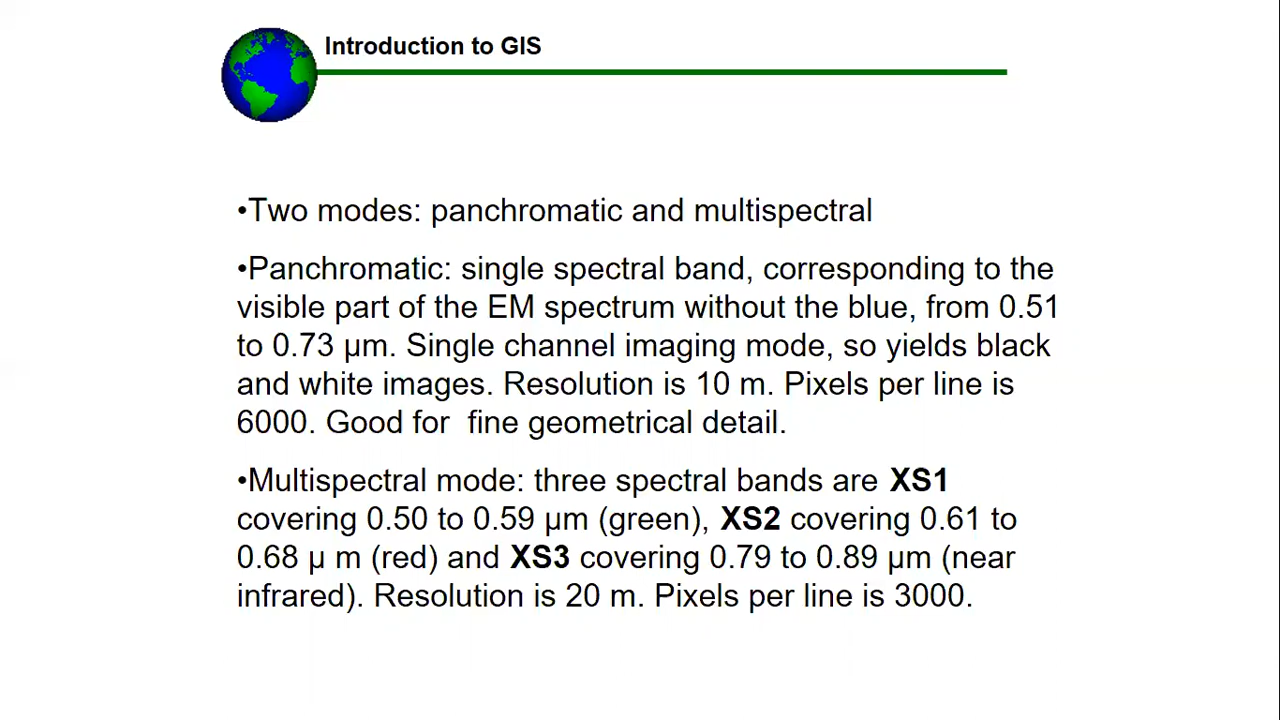 Introduction to GIS
•Two modes: panchromatic and multispectral
•Panchromatic: single spectral band, corresponding to the
visible part of the EM spectrum without the blue, from 0.51
to 0.73 µm. Single channel imaging mode, so yields black
and white images. Resolution is 10 m. Pixels per line is
6000. Good for  fine geometrical detail.
•Multispectral mode: three spectral bands are XS1
covering 0.50 to 0.59 µm (green), XS2 covering 0.61 to
0.68 µ m (red) and XS3 covering 0.79 to 0.89 µm (near
infrared). Resolution is 20 m. Pixels per line is 3000.